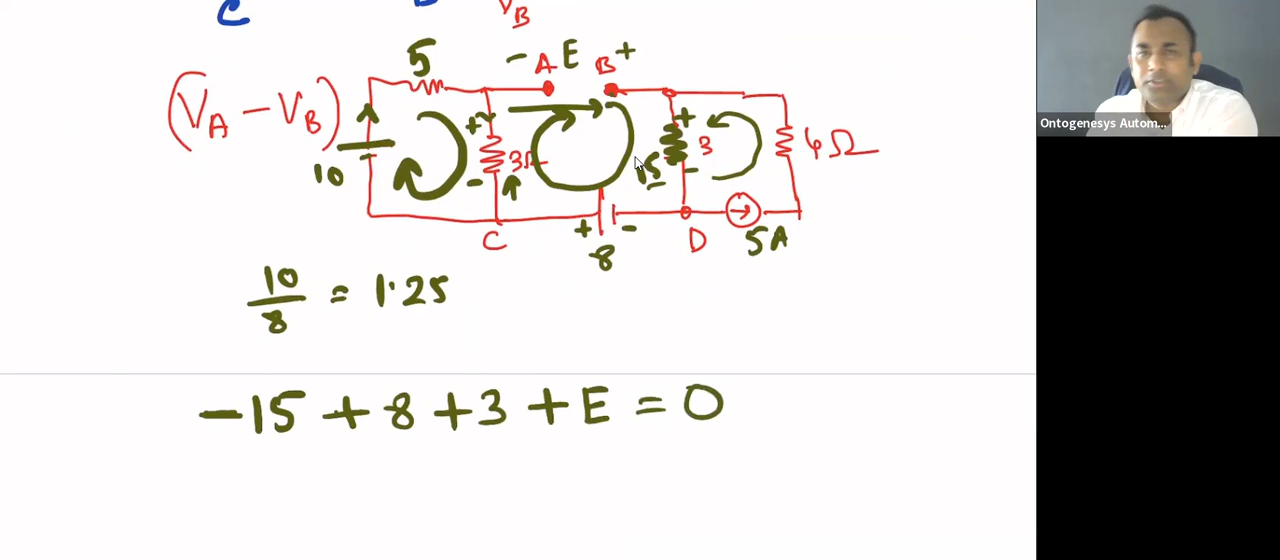 C
V_B
5
- A E B +
(V_A - V_B)
+ 3Ω - 15 + 3 - 4Ω
10
C + 8 - D 5A
10/8 = 1.25
-15 + 8 + 3 + E = 0
Ontogenesys Autom...